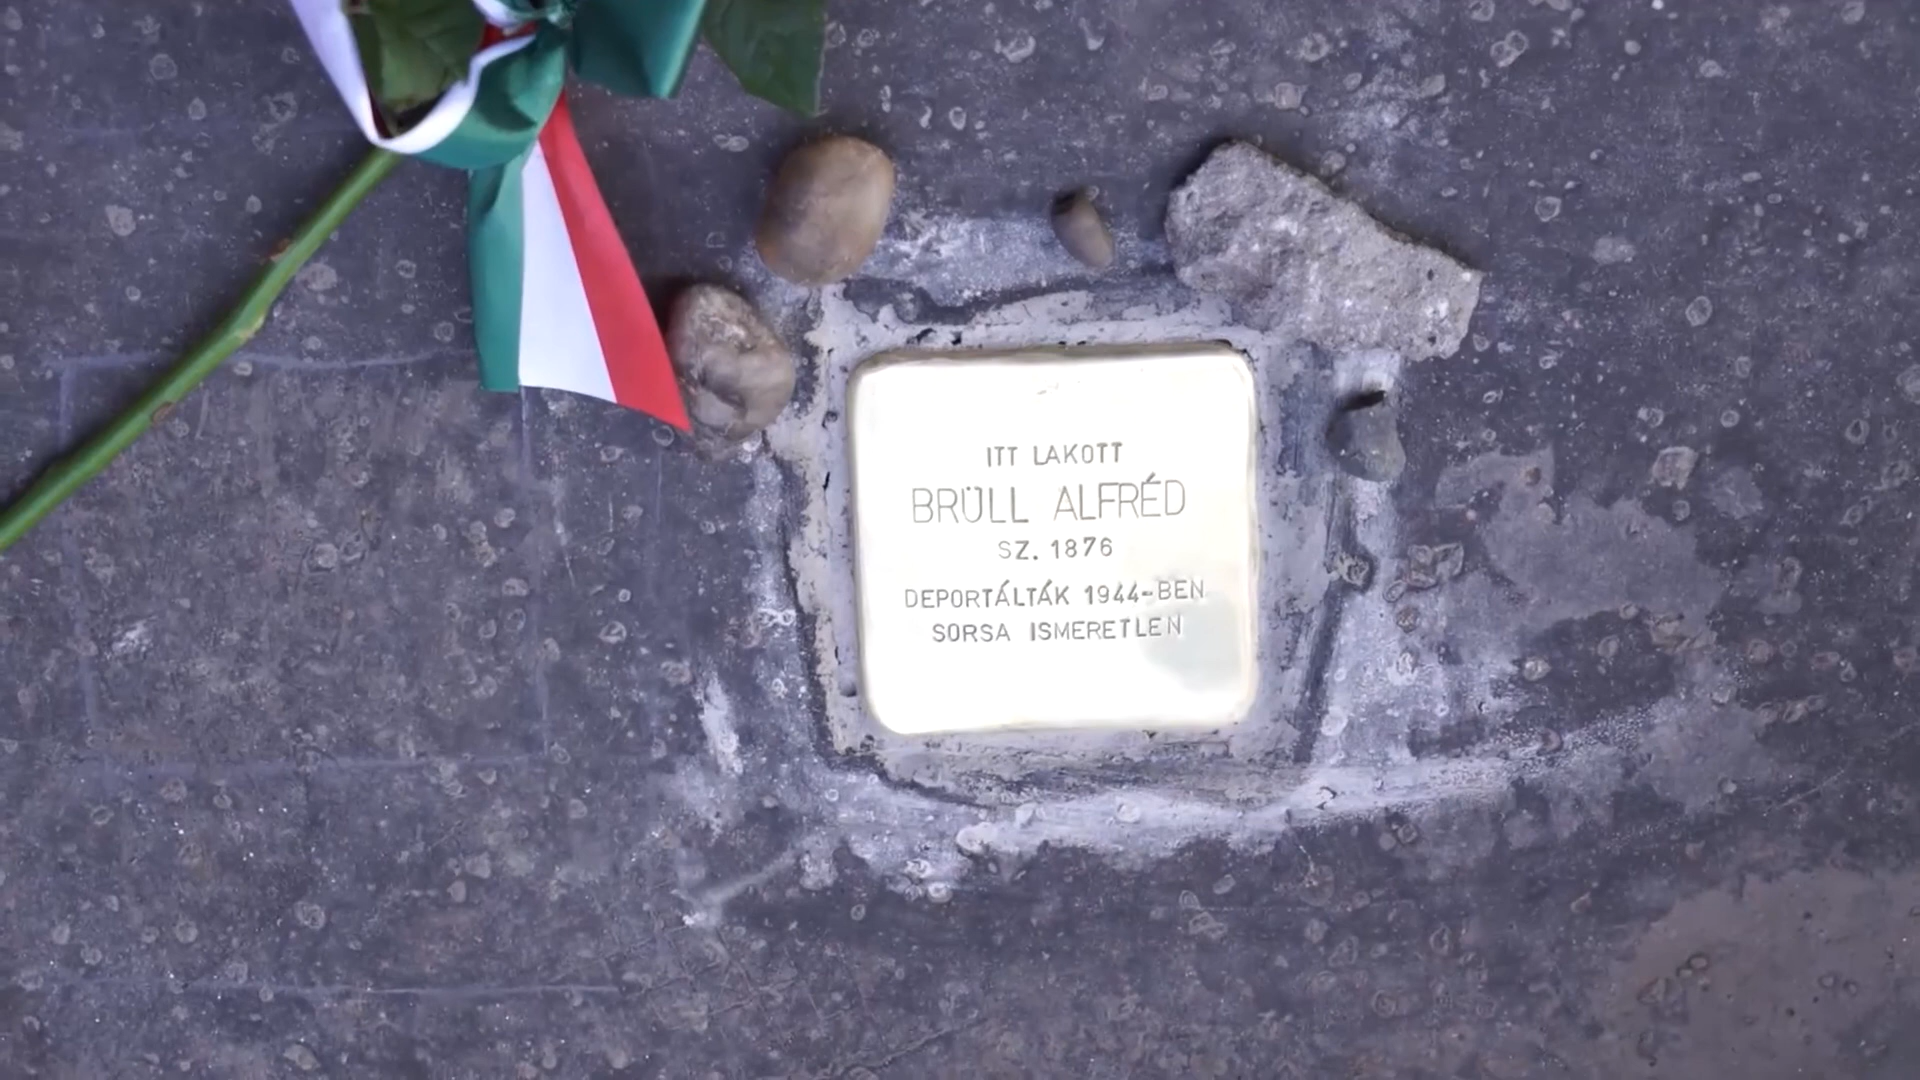 ITT LAKOTT
BRÜLL ALFRÉD
SZ. 1876
DEPORTÁLTÁK 1944-BEN
SORSA ISMERETLEN